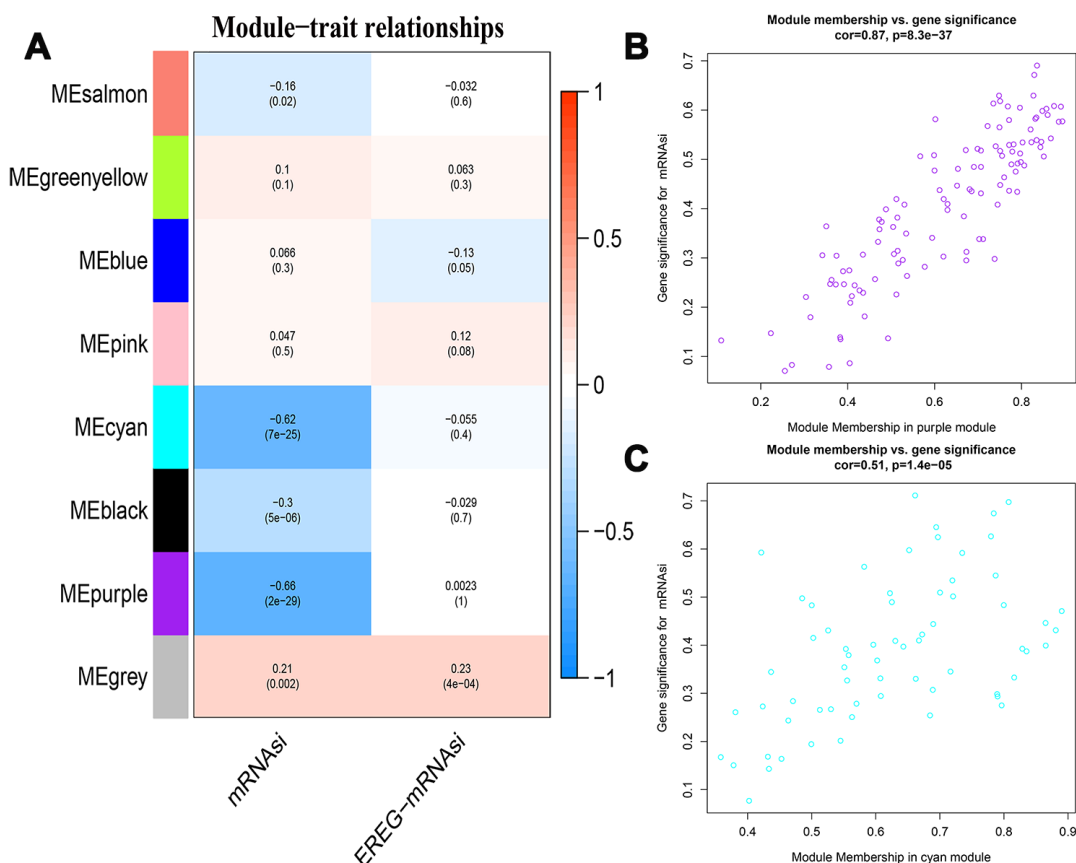 A
Module−trait relationships
MEsalmon
−0.16
(0.02)
−0.032
(0.6)
MEgreenyellow
0.1
(0.1)
0.063
(0.3)
MEblue
0.066
(0.3)
−0.13
(0.05)
MEpink
0.047
(0.5)
0.12
(0.08)
MEcyan
−0.62
(7e−25)
−0.055
(0.4)
MEblack
−0.3
(5e−06)
−0.029
(0.7)
MEpurple
−0.66
(2e−29)
0.0023
(1)
MEgrey
0.21
(0.002)
0.23
(4e−04)
mRNAsi
EREG−mRNAsi
1
0.5
0
−0.5
−1
B
Module membership vs. gene significance
cor=0.87, p=8.3e−37
Gene significance for mRNAsi
0.7
0.6
0.5
0.4
0.3
0.2
0.1
0.2
0.4
0.6
0.8
Module Membership in purple module
C
Module membership vs. gene significance
cor=0.51, p=1.4e−05
Gene significance for mRNAsi
0.7
0.6
0.5
0.4
0.3
0.2
0.1
0.4
0.5
0.6
0.7
0.8
0.9
Module Membership in cyan module